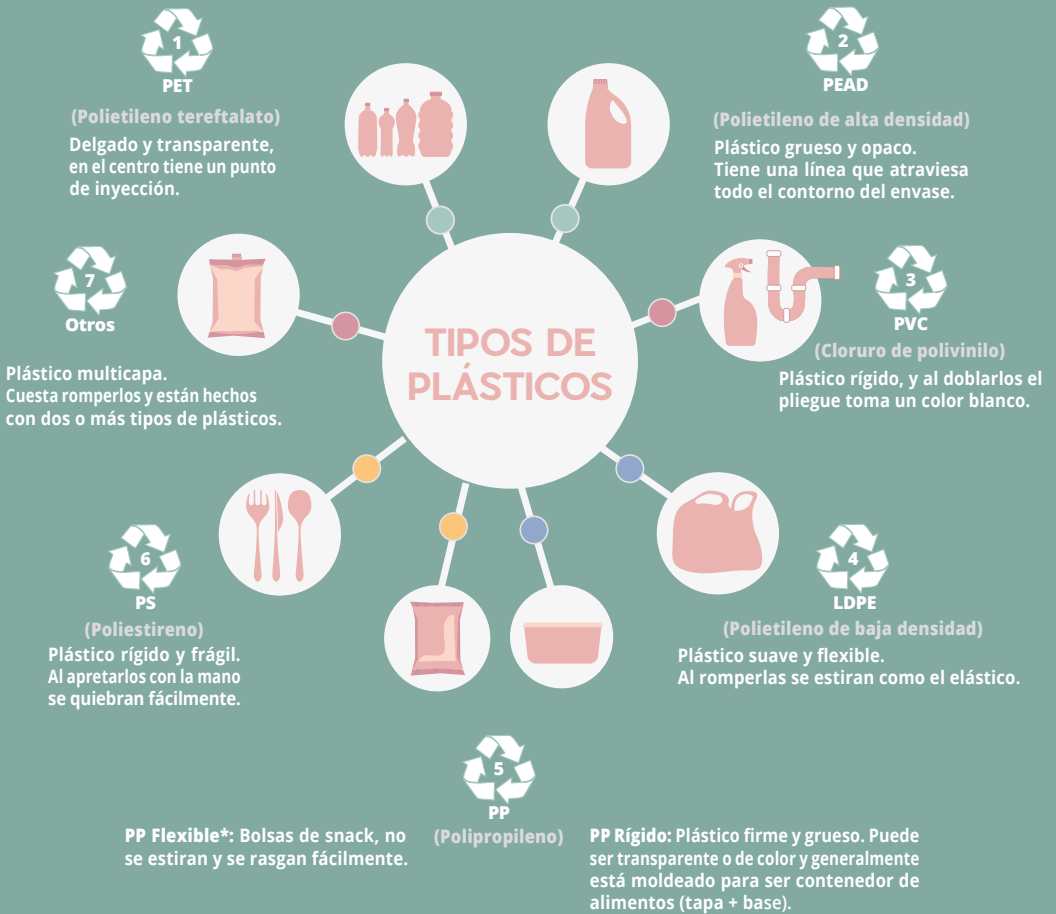 1
PET
(Polietileno tereftalato)
Delgado y transparente,
en el centro tiene un punto
de inyección.
2
PEAD
(Polietileno de alta densidad)
Plástico grueso y opaco.
Tiene una línea que atraviesa
todo el contorno del envase.
TIPOS DE
PLÁSTICOS
7
Otros
Plástico multicapa.
Cuesta romperlos y están hechos
con dos o más tipos de plásticos.
3
PVC
(Cloruro de polivinilo)
Plástico rígido, y al doblarlos el
pliegue toma un color blanco.
6
PS
(Poliestireno)
Plástico rígido y frágil.
Al apretarlos con la mano
se quiebran fácilmente.
4
LDPE
(Polietileno de baja densidad)
Plástico suave y flexible.
Al romperlas se estiran como el elástico.
5
PP
(Polipropileno)
PP Flexible*: Bolsas de snack, no
se estiran y se rasgan fácilmente.
PP Rígido: Plástico firme y grueso. Puede
ser transparente o de color y generalmente
está moldeado para ser contenedor de
alimentos (tapa + base).